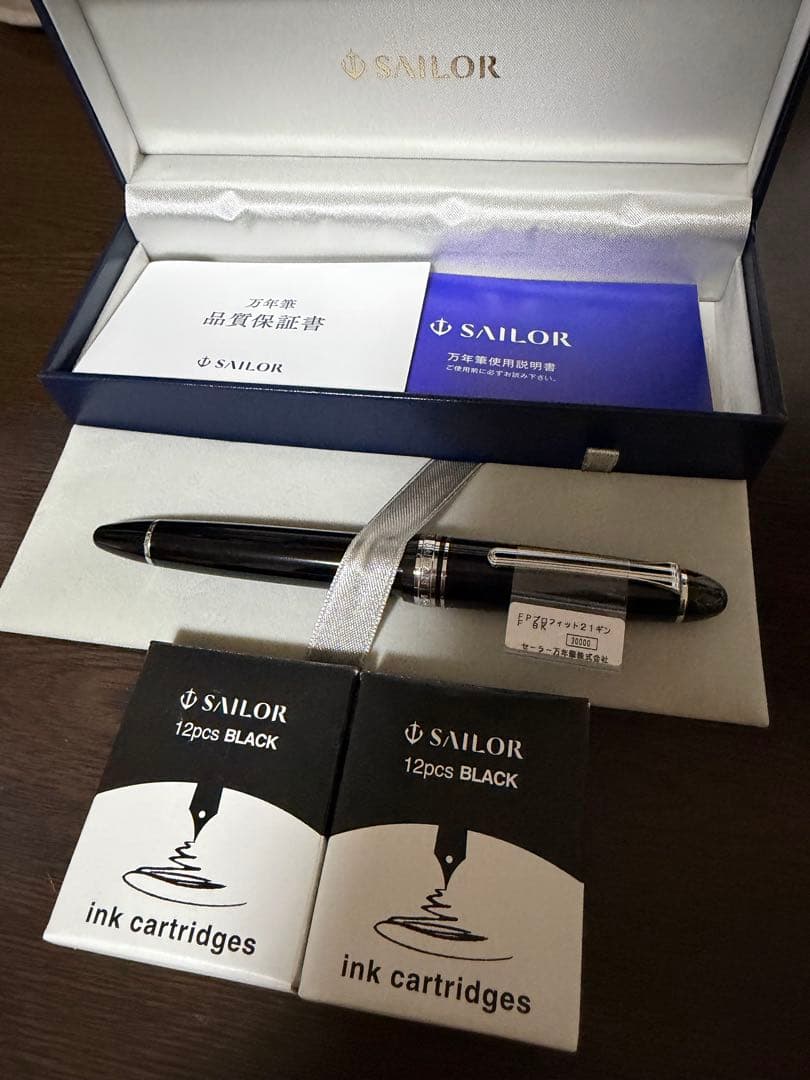 SAILOR
万年筆
品質保証書
SAILOR
SAILOR
万年筆使用説明書
ご使用前に必ずお読み下さい。
FPプロフィット21ギン
F BK 30000
セーラー万年筆株式会社
SAILOR
12pcs BLACK
ink cartridges
SAILOR
12pcs BLACK
ink cartridges